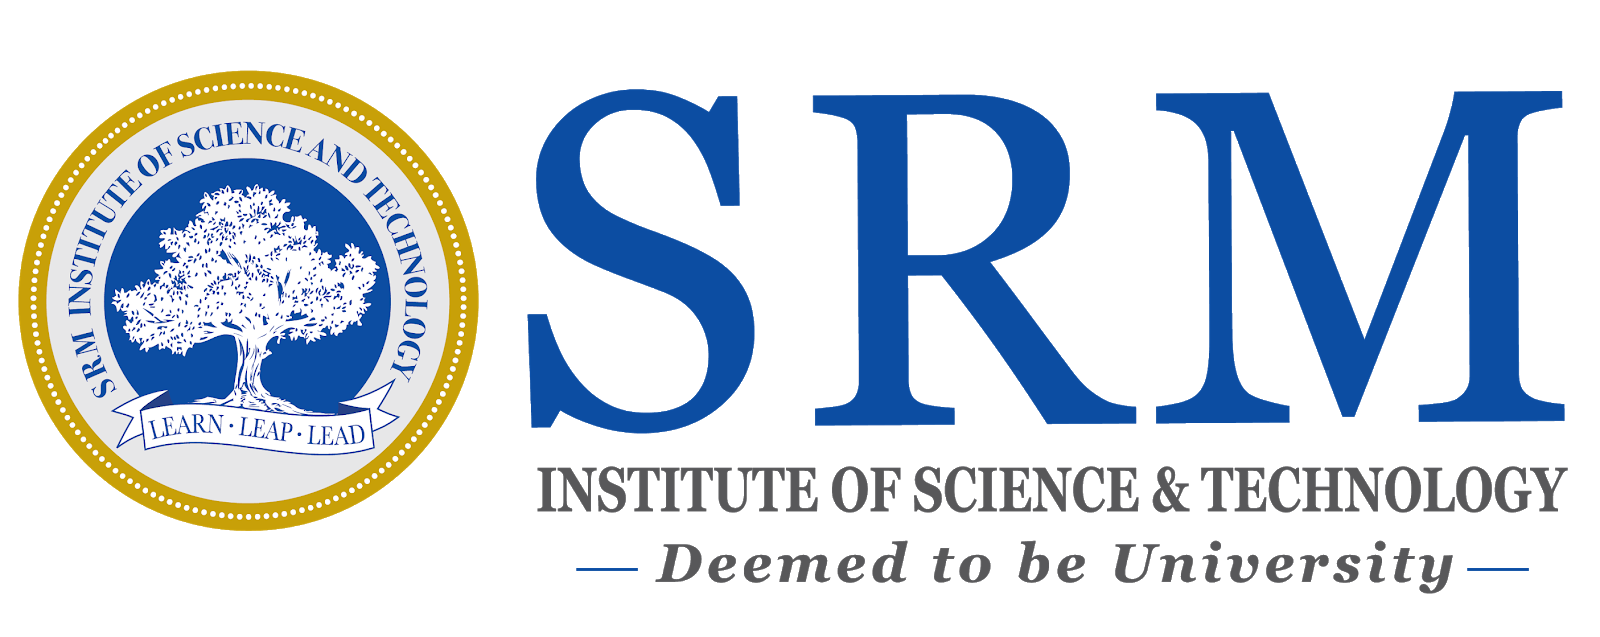 SRM INSTITUTE OF SCIENCE AND TECHNOLOGY
LEARN · LEAP · LEAD
SRM
INSTITUTE OF SCIENCE & TECHNOLOGY
Deemed to be University